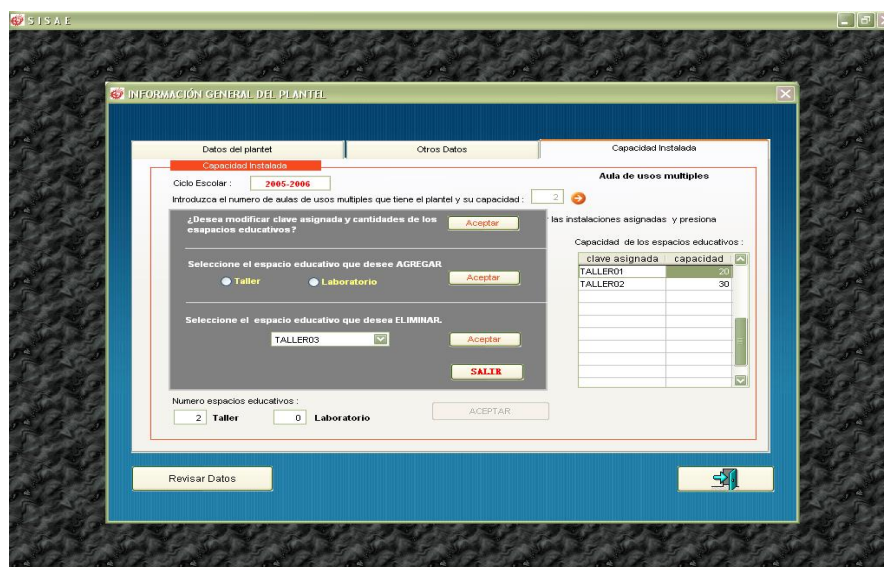 SISAE
INFORMACIÓN GENERAL DEL PLANTEL
Datos del plantet
Otros Datos
Capacidad Instalada
Capacidad Instalada
Aula de usos multiples
Ciclo Escolar :
2005-2006
Introduzca el numero de aulas de usos multiples que tiene el plantel y su capacidad :
2
¿Desea modificar clave asignada y cantidades de los
esapacios educativos?
Aceptar
las instalaciones asignadas y presiona
Capacidad de los espacios educativos :
clave asignada
capacidad
TALLER01
20
TALLER02
30
Seleccione el espacio educativo que desee AGREGAR
Taller
Laboratorio
Aceptar
Seleccione el espacio educativo que desea ELIMINAR.
TALLER03
Aceptar
SALIR
Numero espacios educativos :
2
Taller
0
Laboratorio
ACEPTAR
Revisar Datos